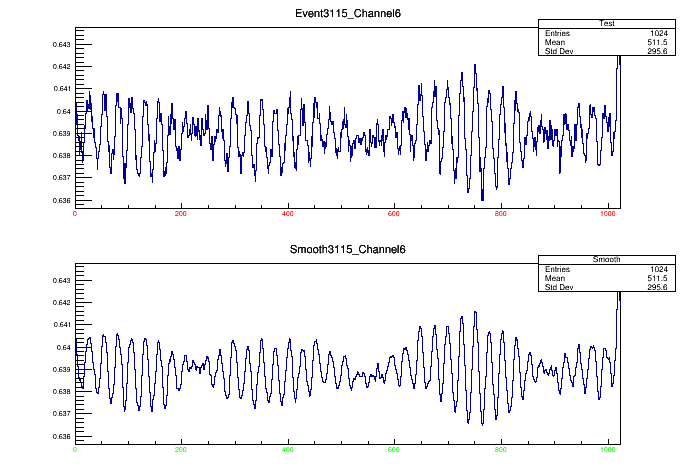 Event3115_Channel6
Test
Entries 1024
Mean 511.5
Std Dev 295.6
0.643
0.642
0.641
0.64
0.639
0.638
0.637
0.636
0 200 400 600 800 1000
Smooth3115_Channel6
Smooth
Entries 1024
Mean 511.5
Std Dev 295.6
0.643
0.642
0.641
0.64
0.639
0.638
0.637
0.636
0 200 400 600 800 1000